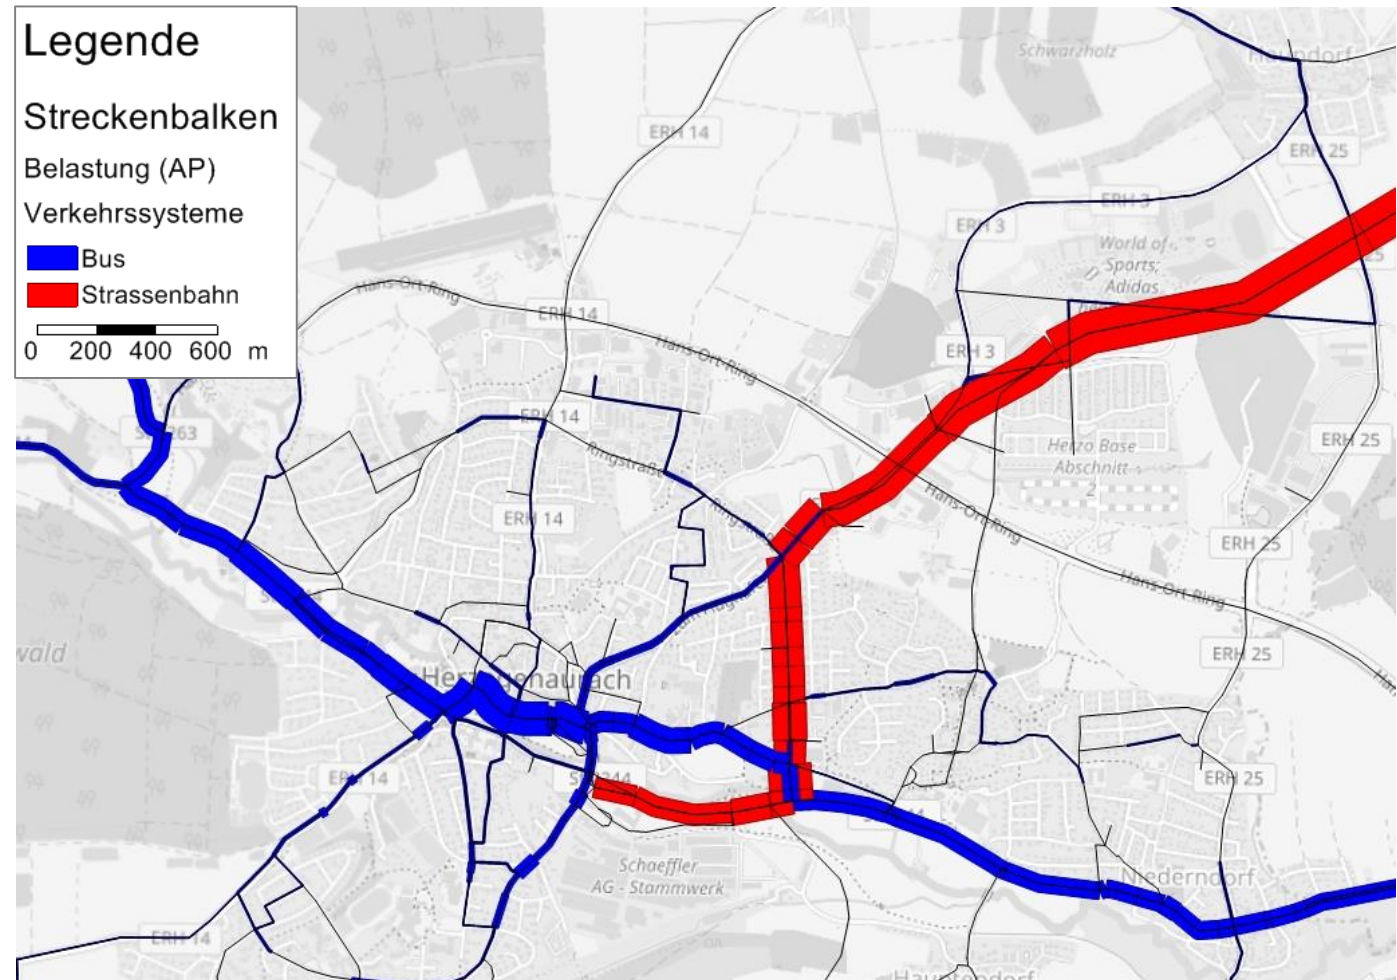 Legende
Streckenbalken
Belastung (AP)
Verkehrssysteme
Bus
Strassenbahn
0 200 400 600 m
Schwarzholz
ERH 14
ERH 25
ERH 3
ERH 3
World of
Sports;
Adidas
Hans-Ort-Ring
ERH 14
Hans-Ort-Ring
ERH 3
ERH 14
ERH 25
Herzo Base
Abschnitt
2
Ringstraße
Hans-Ort-Ring
ERH 14
ERH 25
Hans-Ort-Ring
wald
ERH 25
Herzogenaurach
ERH 14
ERH 25
Schaeffler
AG - Stammwerk
Niederndorf
ERH 14
Hauptendorf